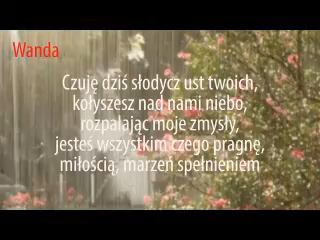 Wanda
Czuję dziś słodycz ust twoich,
kołyszesz nad nami niebo,
rozpalając moje zmysły,
jesteś wszystkim czego pragnę,
miłością, marzeń spełnieniem